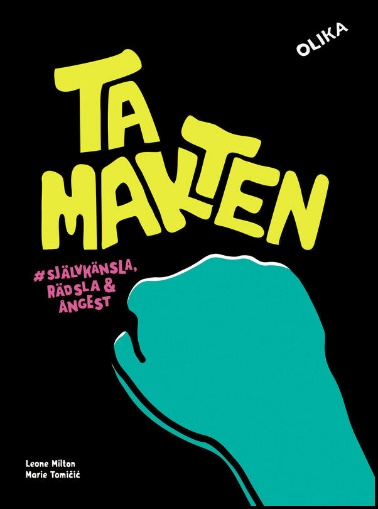 OLIKA
TA
MAKTEN
#SJÄLVKÄNSLA,
RÄDSLA &
ÅNGEST
Leone Milton
Marie Tomičić